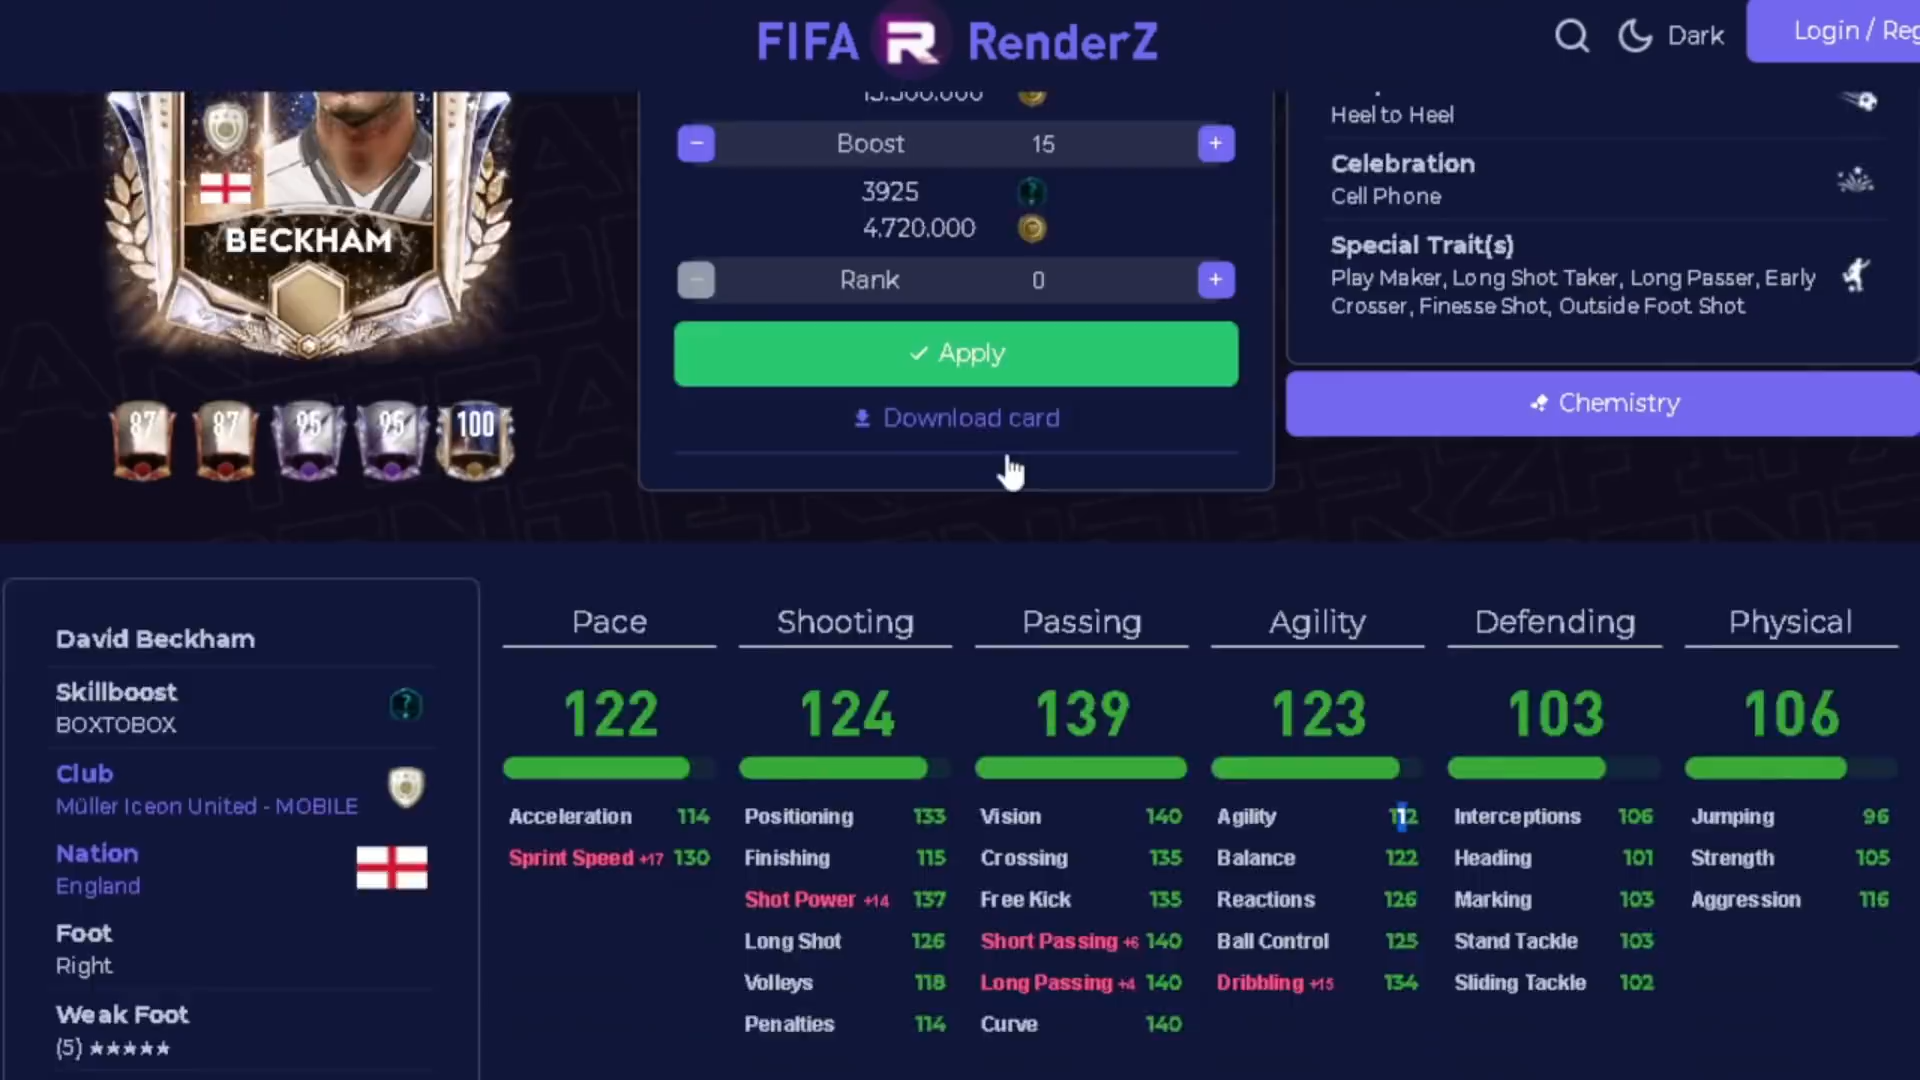 FIFA R RenderZ
Dark
Login / Reg
BECKHAM
87 87 95 95 100
Boost 15
3925
4.720.000
Rank 0
Apply
Download card
Heel to Heel
Celebration
Cell Phone
Special Trait(s)
Play Maker, Long Shot Taker, Long Passer, Early
Crosser, Finesse Shot, Outside Foot Shot
Chemistry
David Beckham
Skillboost
BOXTOBOX
Club
Müller Iceon United - MOBILE
Nation
England
Foot
Right
Weak Foot
(5) ★★★★★
Pace
122
Acceleration 114
Sprint Speed +17 130
Shooting
124
Positioning 133
Finishing 115
Shot Power +14 137
Long Shot 126
Volleys 118
Penalties 114
Passing
139
Vision 140
Crossing 135
Free Kick 135
Short Passing +6 140
Long Passing +4 140
Curve 140
Agility
123
Agility 112
Balance 122
Reactions 126
Ball Control 125
Dribbling +15 134
Defending
103
Interceptions 106
Heading 101
Marking 103
Stand Tackle 103
Sliding Tackle 102
Physical
106
Jumping 96
Strength 105
Aggression 116